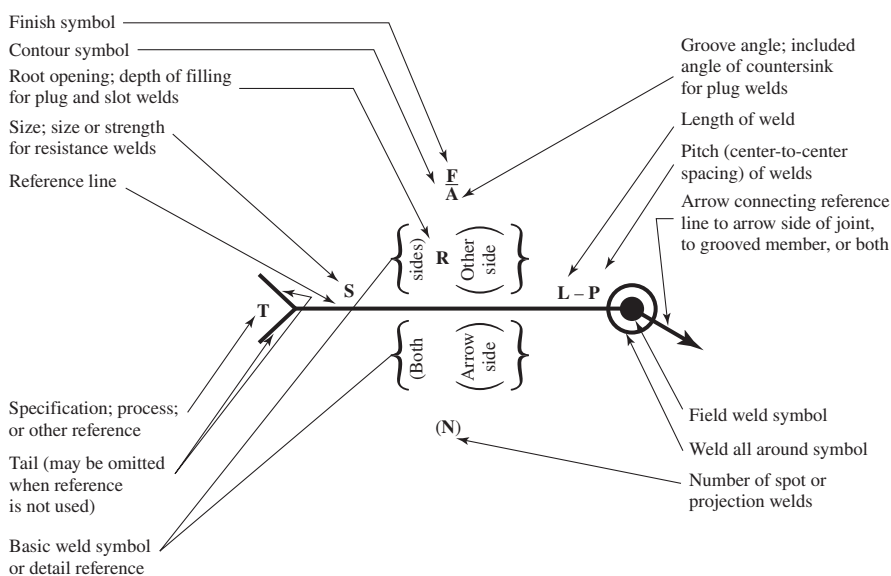 Finish symbol
Contour symbol
Root opening; depth of filling
for plug and slot welds
Size; size or strength
for resistance welds
Reference line
Groove angle; included
angle of countersink
for plug welds
Length of weld
Pitch (center-to-center
spacing) of welds
Arrow connecting reference
line to arrow side of joint,
to grooved member, or both
F
A
sides)
R
(Other
side)
S
L – P
T
(Both
(Arrow
side)
(N)
Specification; process;
or other reference
Tail (may be omitted
when reference
is not used)
Basic weld symbol
or detail reference
Field weld symbol
Weld all around symbol
Number of spot or
projection welds